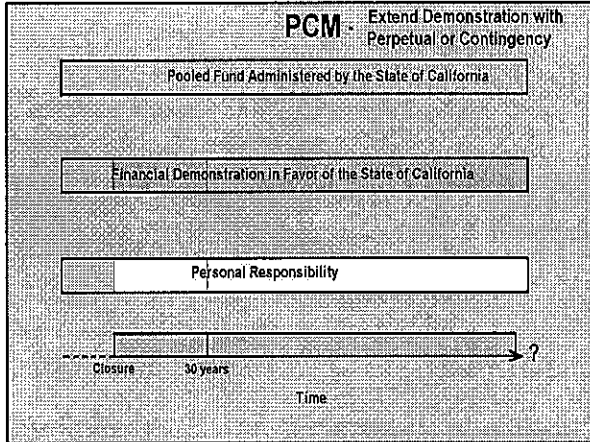 PCM - Extend Demonstration with
Perpetual or Contingency
Pooled Fund Administered by the State of California
Financial Demonstration in Favor of the State of California
Personal Responsibility
?
Closure 30 years
Time